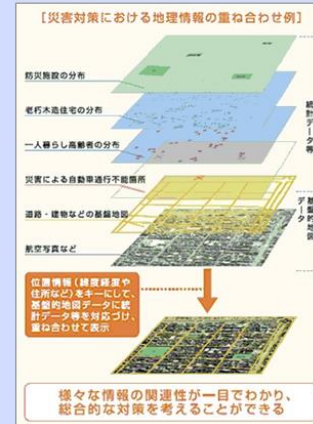 ［災害対策における地理情報の重ね合わせ例］
防災施設の分布
老朽木造住宅の分布
一人暮らし高齢者の分布
災害による自動車通行不能箇所
道路・建物などの基盤地図
航空写真など
統計データ等
基盤的地図データ
位置情報（緯度経度や
住所など）をキーにして、
基盤的地図データに統
計データ等を対応づけ、
重ね合わせて表示
様々な情報の関連性が一目でわかり、
総合的な対策を考えることができる